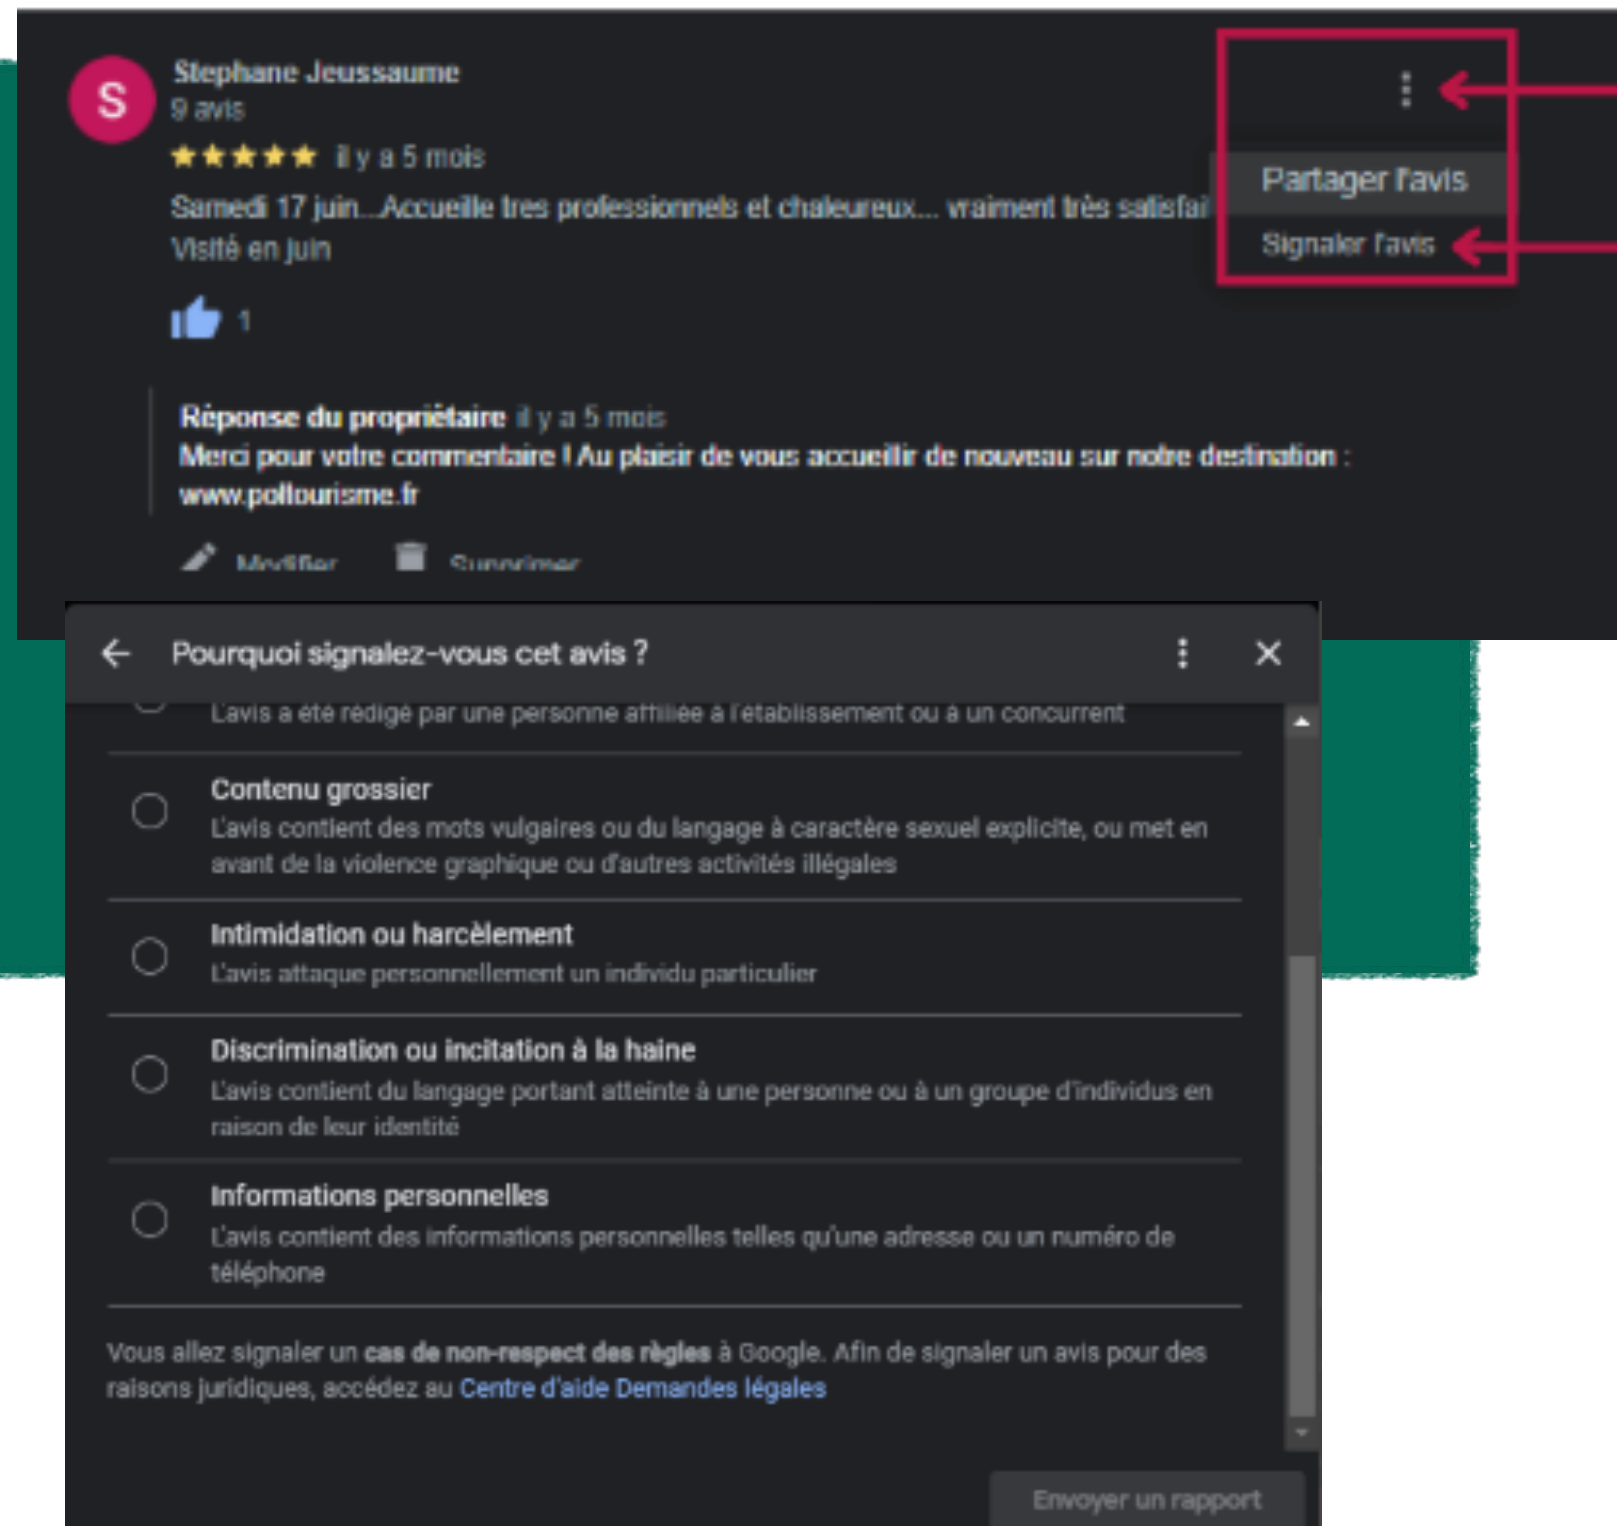 S
Stephane Jeussaume
9 avis
il y a 5 mois
Samedi 17 juin...Accueille tres professionnels et chaleureux... vraiment très satisfai
Visité en juin
1
Partager l'avis
Signaler l'avis
Réponse du propriétaire il y a 5 mois
Merci pour votre commentaire ! Au plaisir de vous accueillir de nouveau sur notre destination :
www.poltourisme.fr
Modifier Supprimer
Pourquoi signalez-vous cet avis ?
L'avis a été rédigé par une personne affiliée à l'établissement ou à un concurrent
Contenu grossier
L'avis contient des mots vulgaires ou du langage à caractère sexuel explicite, ou met en
avant de la violence graphique ou d'autres activités illégales
Intimidation ou harcèlement
L'avis attaque personnellement un individu particulier
Discrimination ou incitation à la haine
L'avis contient du langage portant atteinte à une personne ou à un groupe d'individus en
raison de leur identité
Informations personnelles
L'avis contient des informations personnelles telles qu'une adresse ou un numéro de
téléphone
Vous allez signaler un cas de non-respect des règles à Google. Afin de signaler un avis pour des
raisons juridiques, accédez au Centre d'aide Demandes légales
Envoyer un rapport